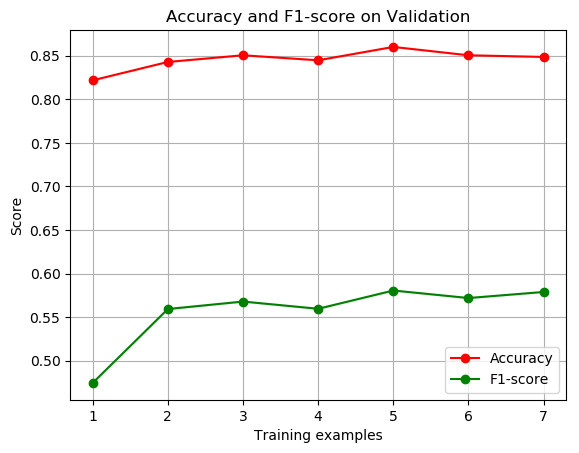 Accuracy and F1-score on Validation
0.85
0.80
0.75
0.70
0.65
0.60
0.55
0.50
Score
Accuracy
F1-score
1 2 3 4 5 6 7
Training examples